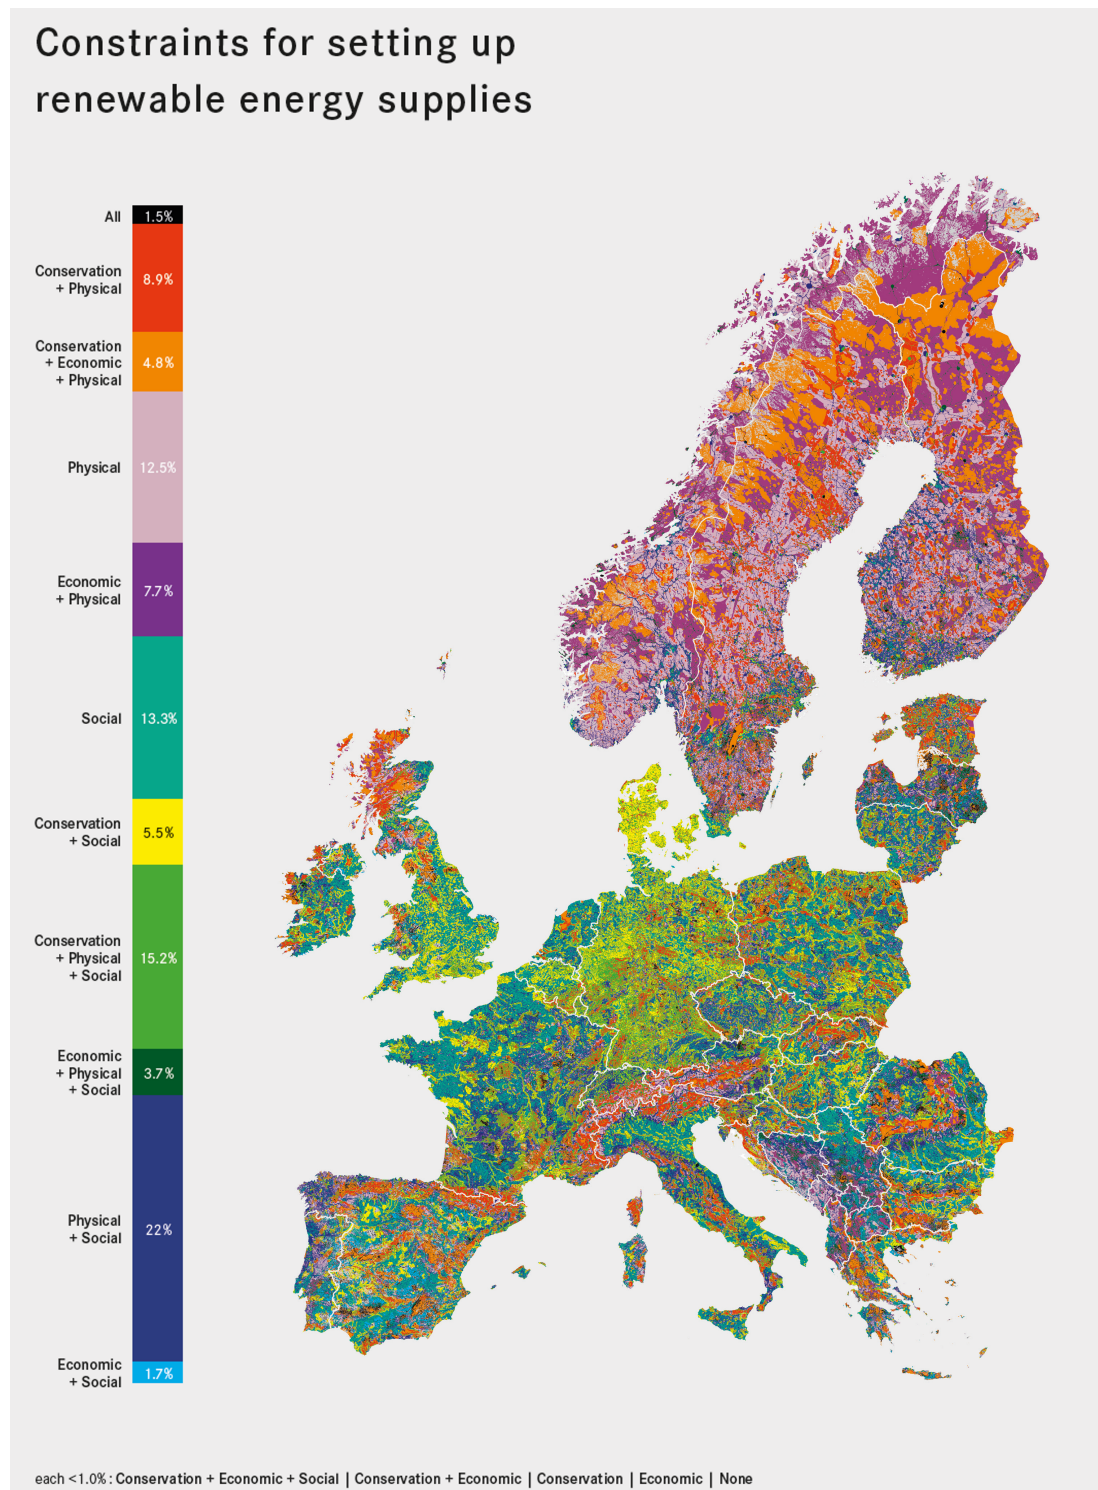 Constraints for setting up
renewable energy supplies
All
1.5%
Conservation
+ Physical
8.9%
Conservation
+ Economic
+ Physical
4.8%
Physical
12.5%
Economic
+ Physical
7.7%
Social
13.3%
Conservation
+ Social
5.5%
Conservation
+ Physical
+ Social
15.2%
Economic
+ Physical
+ Social
3.7%
Physical
+ Social
22%
Economic
+ Social
1.7%
each <1.0% : Conservation + Economic + Social | Conservation + Economic | Conservation | Economic | None